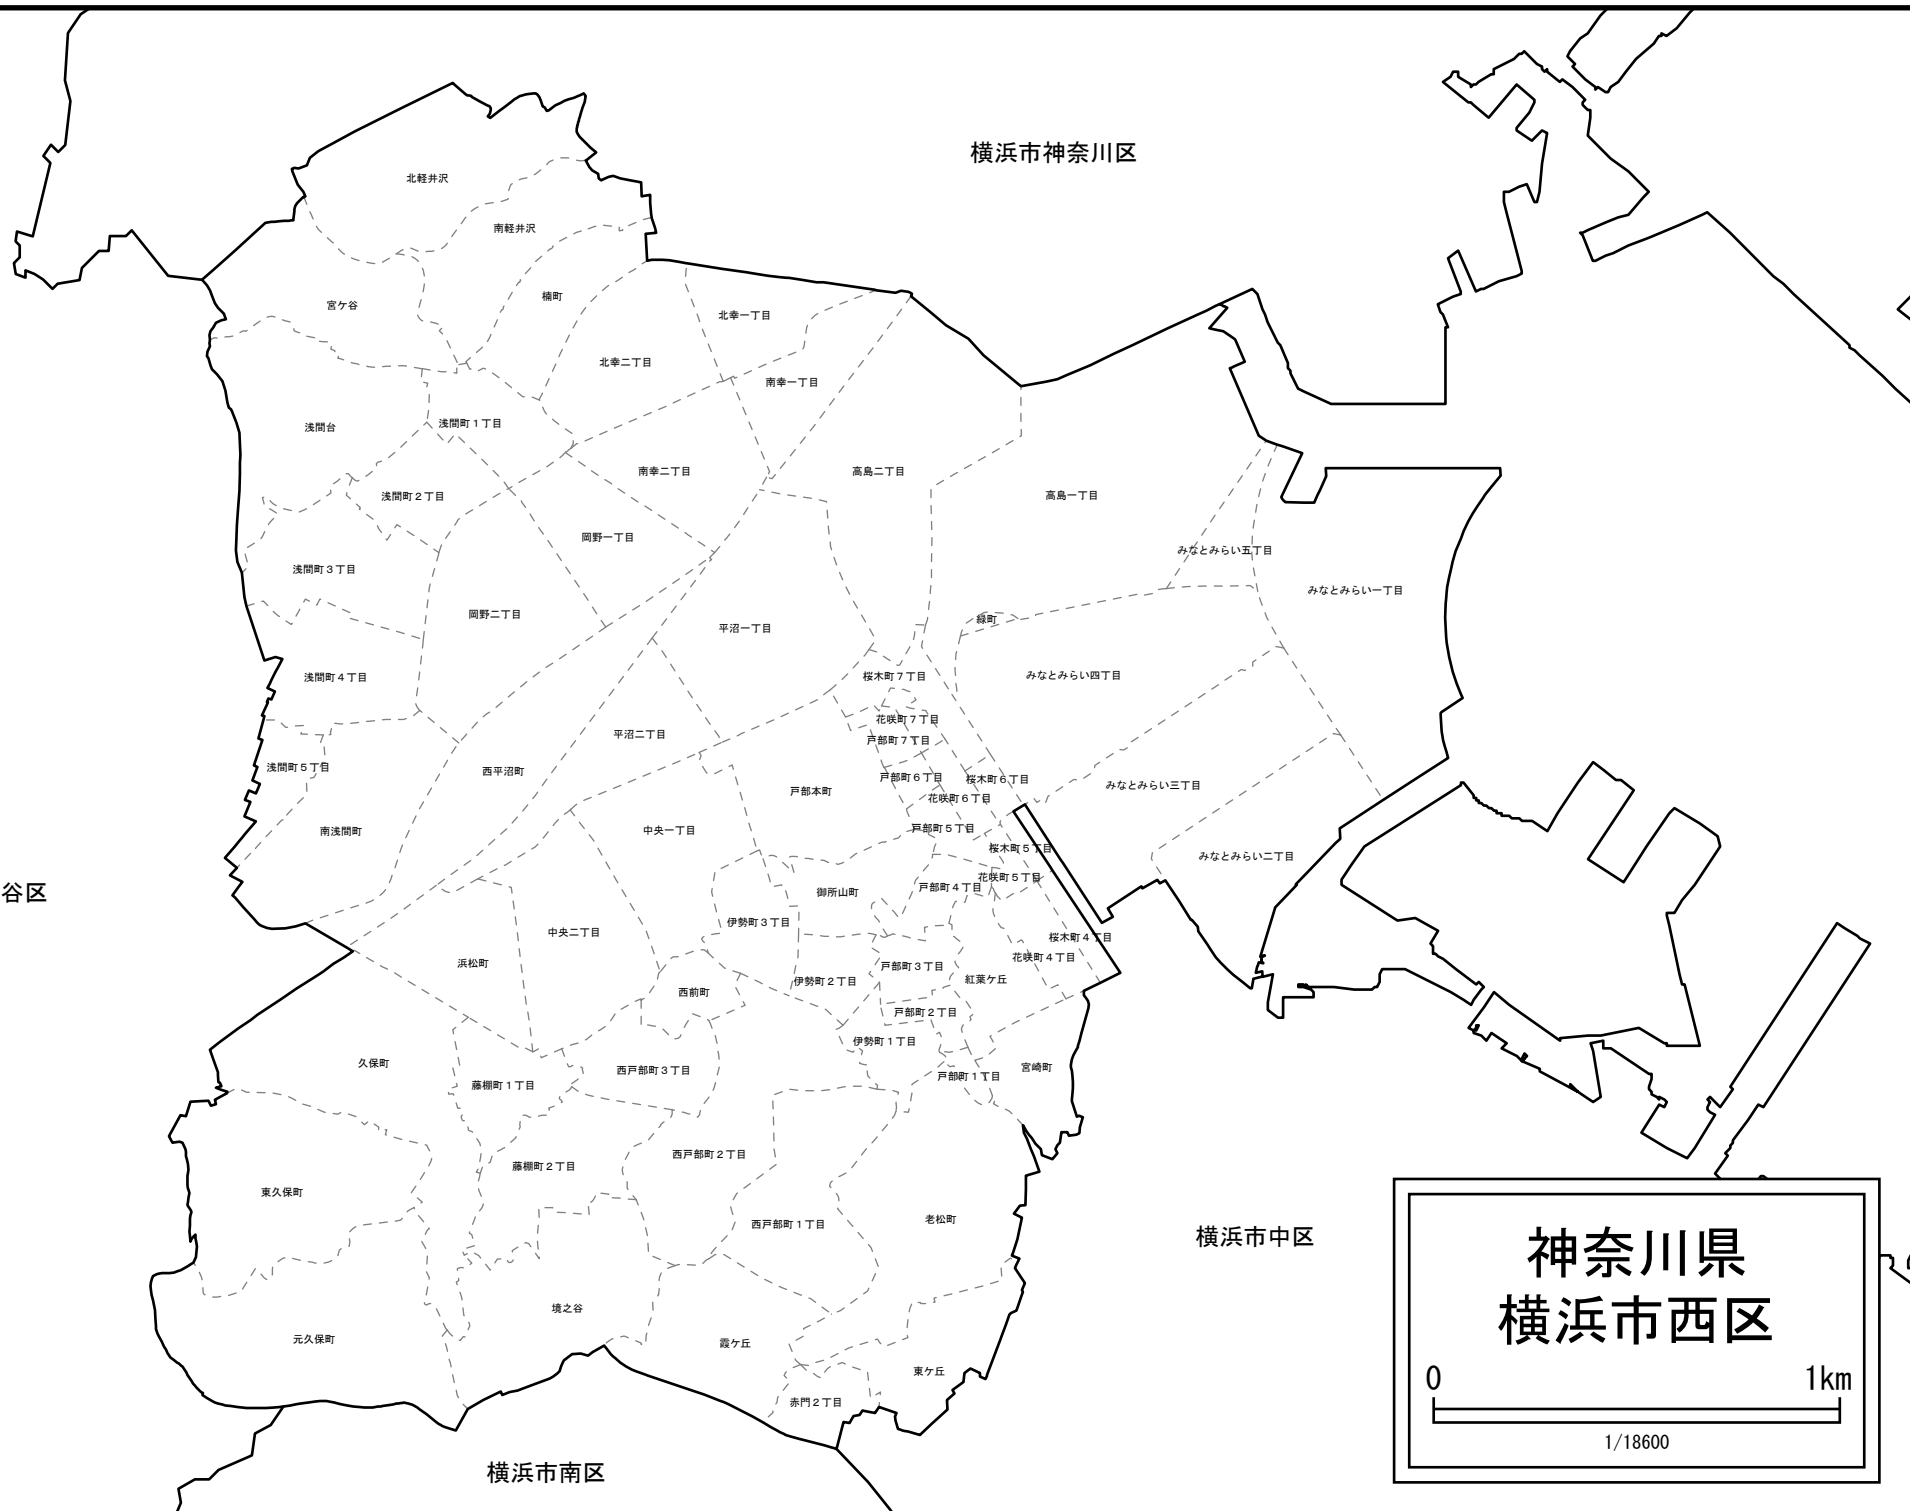 横浜市神奈川区
北軽井沢
南軽井沢
楠町
宮ケ谷
北幸一丁目
北幸二丁目
南幸一丁目
浅間台
浅間町１丁目
南幸二丁目
高島二丁目
高島一丁目
浅間町２丁目
岡野一丁目
みなとみらい五丁目
浅間町３丁目
みなとみらい一丁目
岡野二丁目
平沼一丁目
緑町
浅間町４丁目
桜木町７丁目
みなとみらい四丁目
花咲町７丁目
平沼二丁目
戸部町７丁目
浅間町５丁目
西平沼町
戸部町６丁目
桜木町６丁目
みなとみらい三丁目
戸部本町
花咲町６丁目
南浅間町
中央一丁目
戸部町５丁目
桜木町５丁目
みなとみらい二丁目
谷区
花咲町５丁目
戸部町４丁目
御所山町
伊勢町３丁目
中央二丁目
桜木町４丁目
花咲町４丁目
浜松町
戸部町３丁目
紅葉ケ丘
伊勢町２丁目
西前町
戸部町２丁目
伊勢町１丁目
久保町
西戸部町３丁目
戸部町１丁目
宮崎町
藤棚町１丁目
西戸部町２丁目
藤棚町２丁目
東久保町
西戸部町１丁目
老松町
横浜市中区
境之谷
元久保町
霞ケ丘
東ケ丘
赤門２丁目
横浜市南区
神奈川県
横浜市西区
0 1km
1/18600